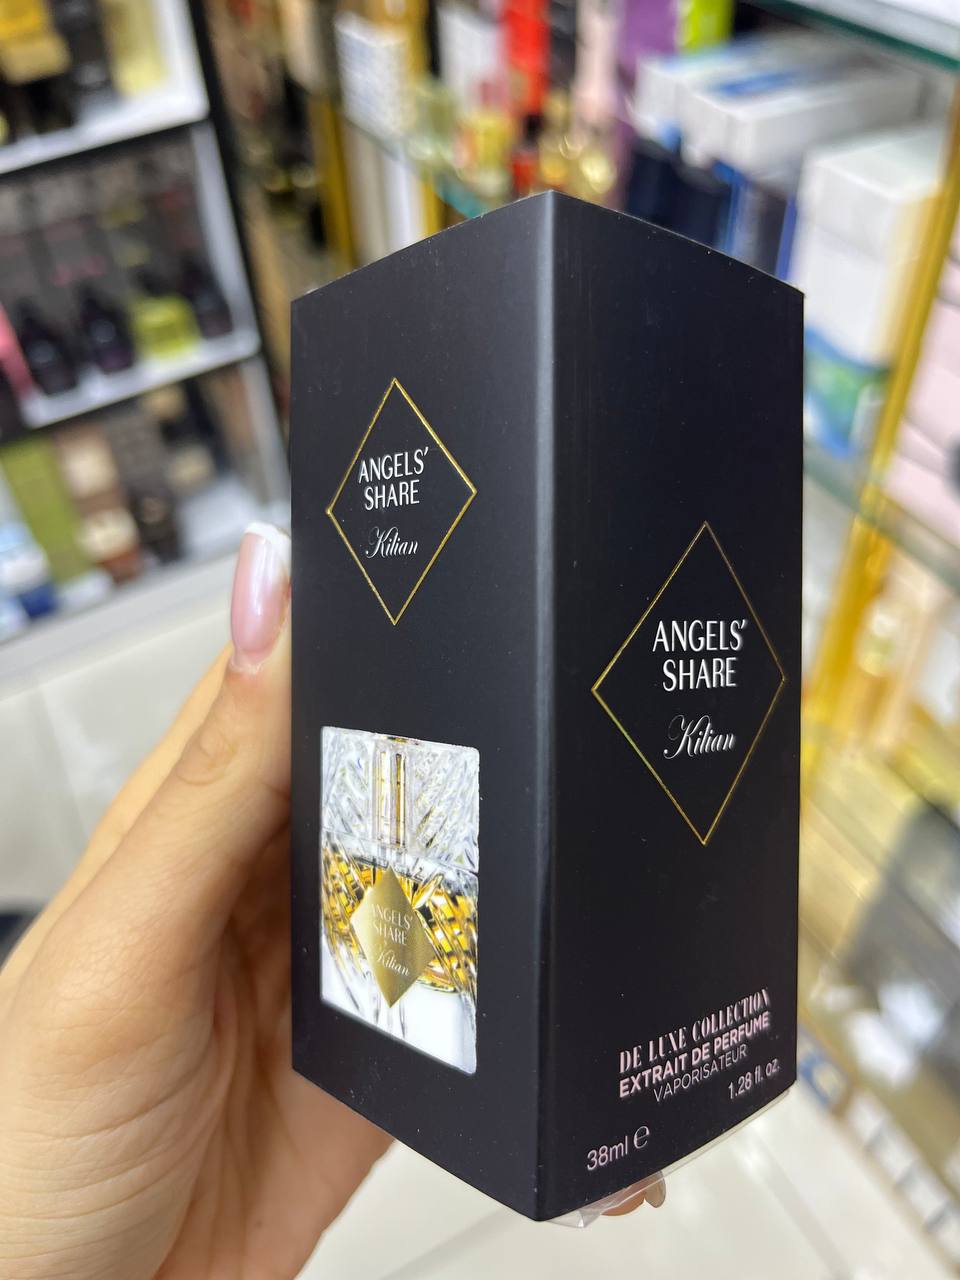 ANGELS'
SHARE
Kilian
ANGELS'
SHARE
Kilian
ANGELS'
SHARE
Kilian
DE LUXE COLLECTION
EXTRAIT DE PERFUME
VAPORISATEUR
1.28 fl. oz.
38ml ℮